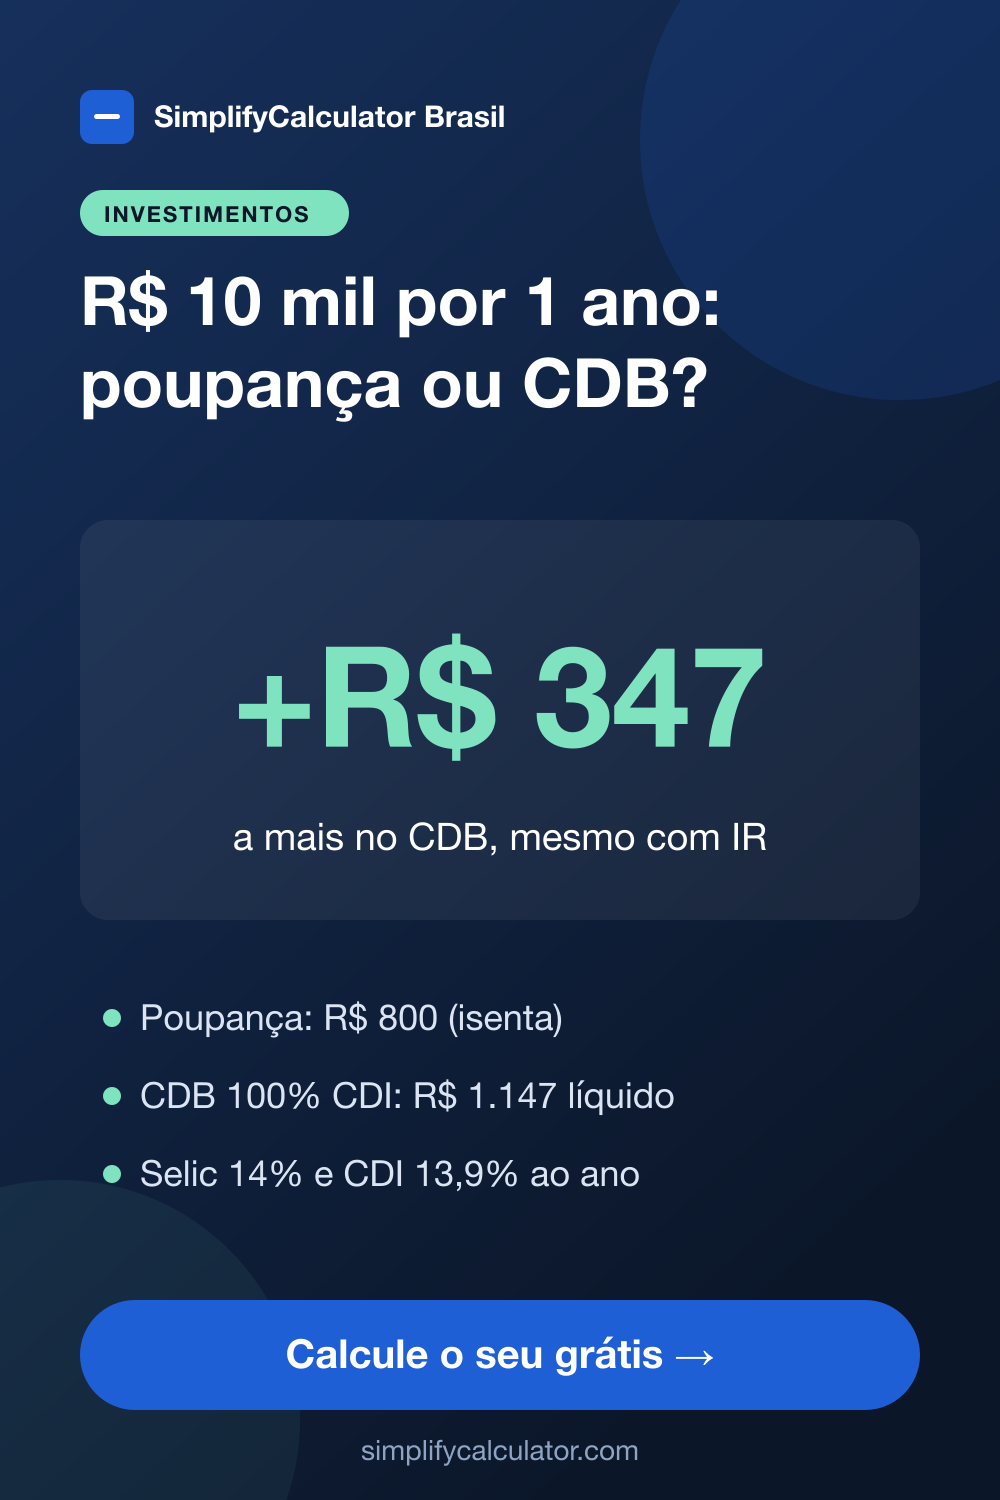 SimplifyCalculator Brasil
INVESTIMENTOS
R$ 10 mil por 1 ano:
poupança ou CDB?
+R$ 347
a mais no CDB, mesmo com IR
Poupança: R$ 800 (isenta)
CDB 100% CDI: R$ 1.147 líquido
Selic 14% e CDI 13,9% ao ano
Calcule o seu grátis →
simplifycalculator.com